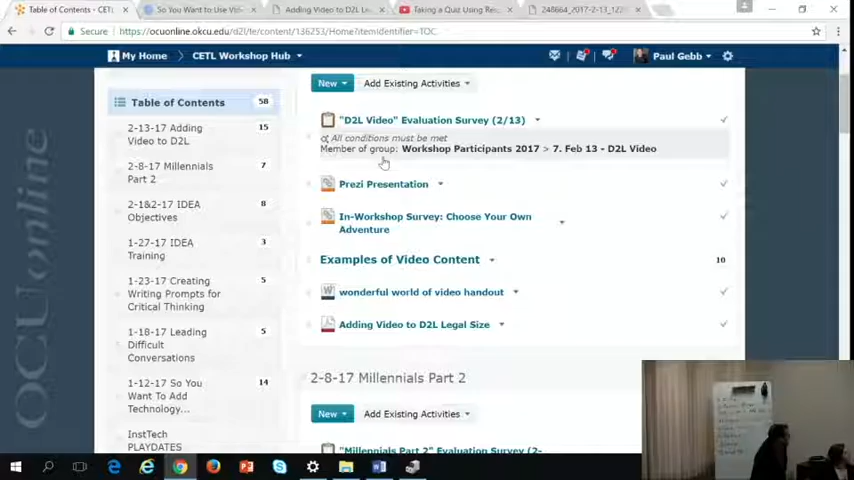 Table of Contents - CETL
So You Want to Use Vid
Adding Video to D2L L
Taking a Quiz Using Res
248664_2017-2-13_12
Secure
https://ocuonline.okcu.edu/d2l/le/content/136253/Home?itemIdentifier=TOC
My Home
CETL Workshop Hub
Paul Gebb
OCUonline
Table of Contents
58
2-13-17 Adding
Video to D2L
15
2-8-17 Millennials
Part 2
7
2-1&2-17 IDEA
Objectives
8
1-27-17 IDEA
Training
3
1-23-17 Creating
Writing Prompts for
Critical Thinking
5
1-18-17 Leading
Difficult
Conversations
5
1-12-17 So You
Want To Add
Technology...
14
InstTech
PLAYDATES
New
Add Existing Activities
"D2L Video" Evaluation Survey (2/13)
All conditions must be met
Member of group: Workshop Participants 2017 > 7. Feb 13 - D2L Video
Prezi Presentation
In-Workshop Survey: Choose Your Own
Adventure
Examples of Video Content
10
wonderful world of video handout
Adding Video to D2L Legal Size
2-8-17 Millennials Part 2
New
Add Existing Activities
"Millennials Part 2" Evaluation Survey (2-